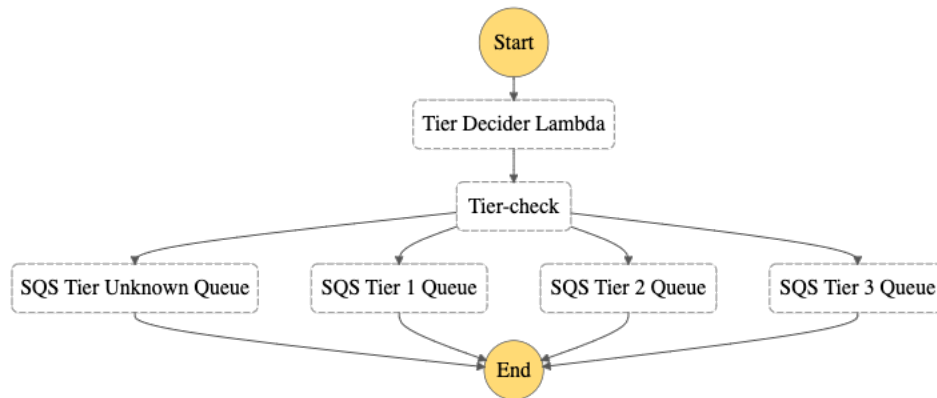 Start
Tier Decider Lambda
Tier-check
SQS Tier Unknown Queue
SQS Tier 1 Queue
SQS Tier 2 Queue
SQS Tier 3 Queue
End